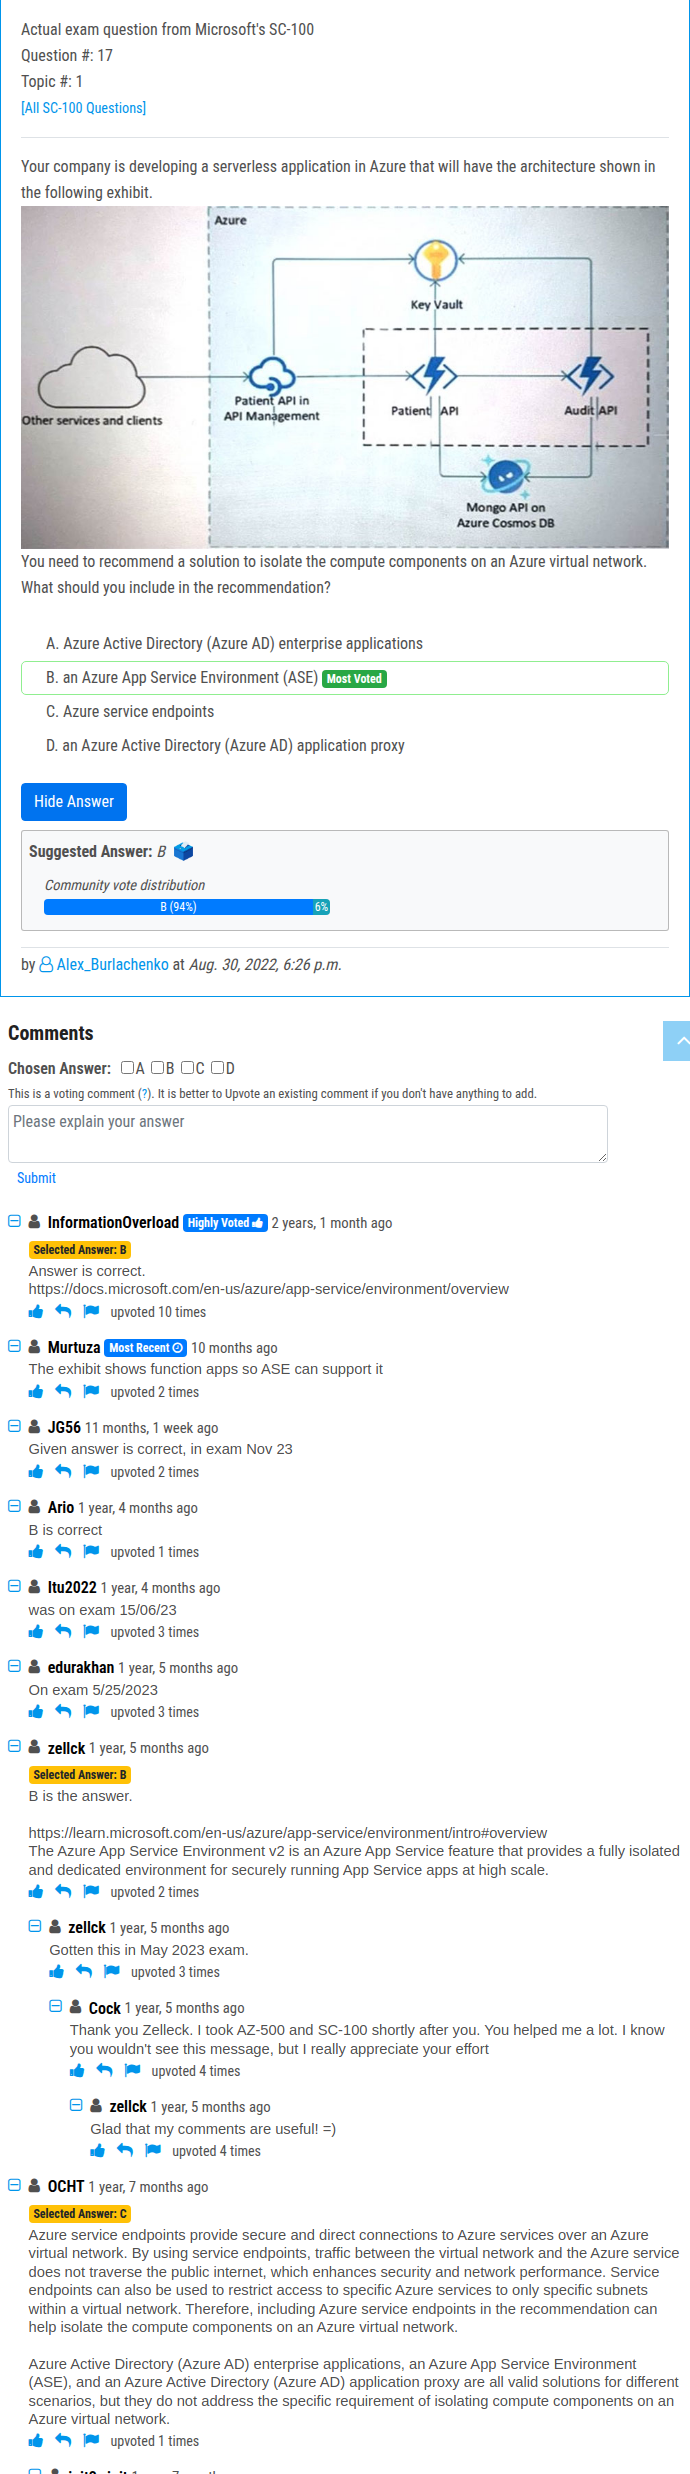 Actual exam question from Microsoft's SC-100
Question #: 17
Topic #: 1
[All SC-100 Questions]
Your company is developing a serverless application in Azure that will have the architecture shown in
the following exhibit.
Azure
Key Vault
Patient API in
API Management
Patient API
Audit API
Other services and clients
Mongo API on
Azure Cosmos DB
You need to recommend a solution to isolate the compute components on an Azure virtual network.
What should you include in the recommendation?
A. Azure Active Directory (Azure AD) enterprise applications
B. an Azure App Service Environment (ASE) Most Voted
C. Azure service endpoints
D. an Azure Active Directory (Azure AD) application proxy
Hide Answer
Suggested Answer: B
Community vote distribution
B (94%) 6%
by Alex_Burlachenko at Aug. 30, 2022, 6:26 p.m.
Comments
Chosen Answer: A B C D
This is a voting comment (?). It is better to Upvote an existing comment if you don't have anything to add.
Please explain your answer
Submit
InformationOverload Highly Voted 2 years, 1 month ago
Selected Answer: B
Answer is correct.
https://docs.microsoft.com/en-us/azure/app-service/environment/overview
upvoted 10 times
Murtuza Most Recent 10 months ago
The exhibit shows function apps so ASE can support it
upvoted 2 times
JG56 11 months, 1 week ago
Given answer is correct, in exam Nov 23
upvoted 2 times
Ario 1 year, 4 months ago
B is correct
upvoted 1 times
Itu2022 1 year, 4 months ago
was on exam 15/06/23
upvoted 3 times
edurakhan 1 year, 5 months ago
On exam 5/25/2023
upvoted 3 times
zellck 1 year, 5 months ago
Selected Answer: B
B is the answer.
https://learn.microsoft.com/en-us/azure/app-service/environment/intro#overview
The Azure App Service Environment v2 is an Azure App Service feature that provides a fully isolated
and dedicated environment for securely running App Service apps at high scale.
upvoted 2 times
zellck 1 year, 5 months ago
Gotten this in May 2023 exam.
upvoted 3 times
Cock 1 year, 5 months ago
Thank you Zelleck. I took AZ-500 and SC-100 shortly after you. You helped me a lot. I know
you wouldn't see this message, but I really appreciate your effort
upvoted 4 times
zellck 1 year, 5 months ago
Glad that my comments are useful! =)
upvoted 4 times
OCHT 1 year, 7 months ago
Selected Answer: C
Azure service endpoints provide secure and direct connections to Azure services over an Azure
virtual network. By using service endpoints, traffic between the virtual network and the Azure service
does not traverse the public internet, which enhances security and network performance. Service
endpoints can also be used to restrict access to specific Azure services to only specific subnets
within a virtual network. Therefore, including Azure service endpoints in the recommendation can
help isolate the compute components on an Azure virtual network.
Azure Active Directory (Azure AD) enterprise applications, an Azure App Service Environment
(ASE), and an Azure Active Directory (Azure AD) application proxy are all valid solutions for different
scenarios, but they do not address the specific requirement of isolating compute components on an
Azure virtual network.
upvoted 1 times